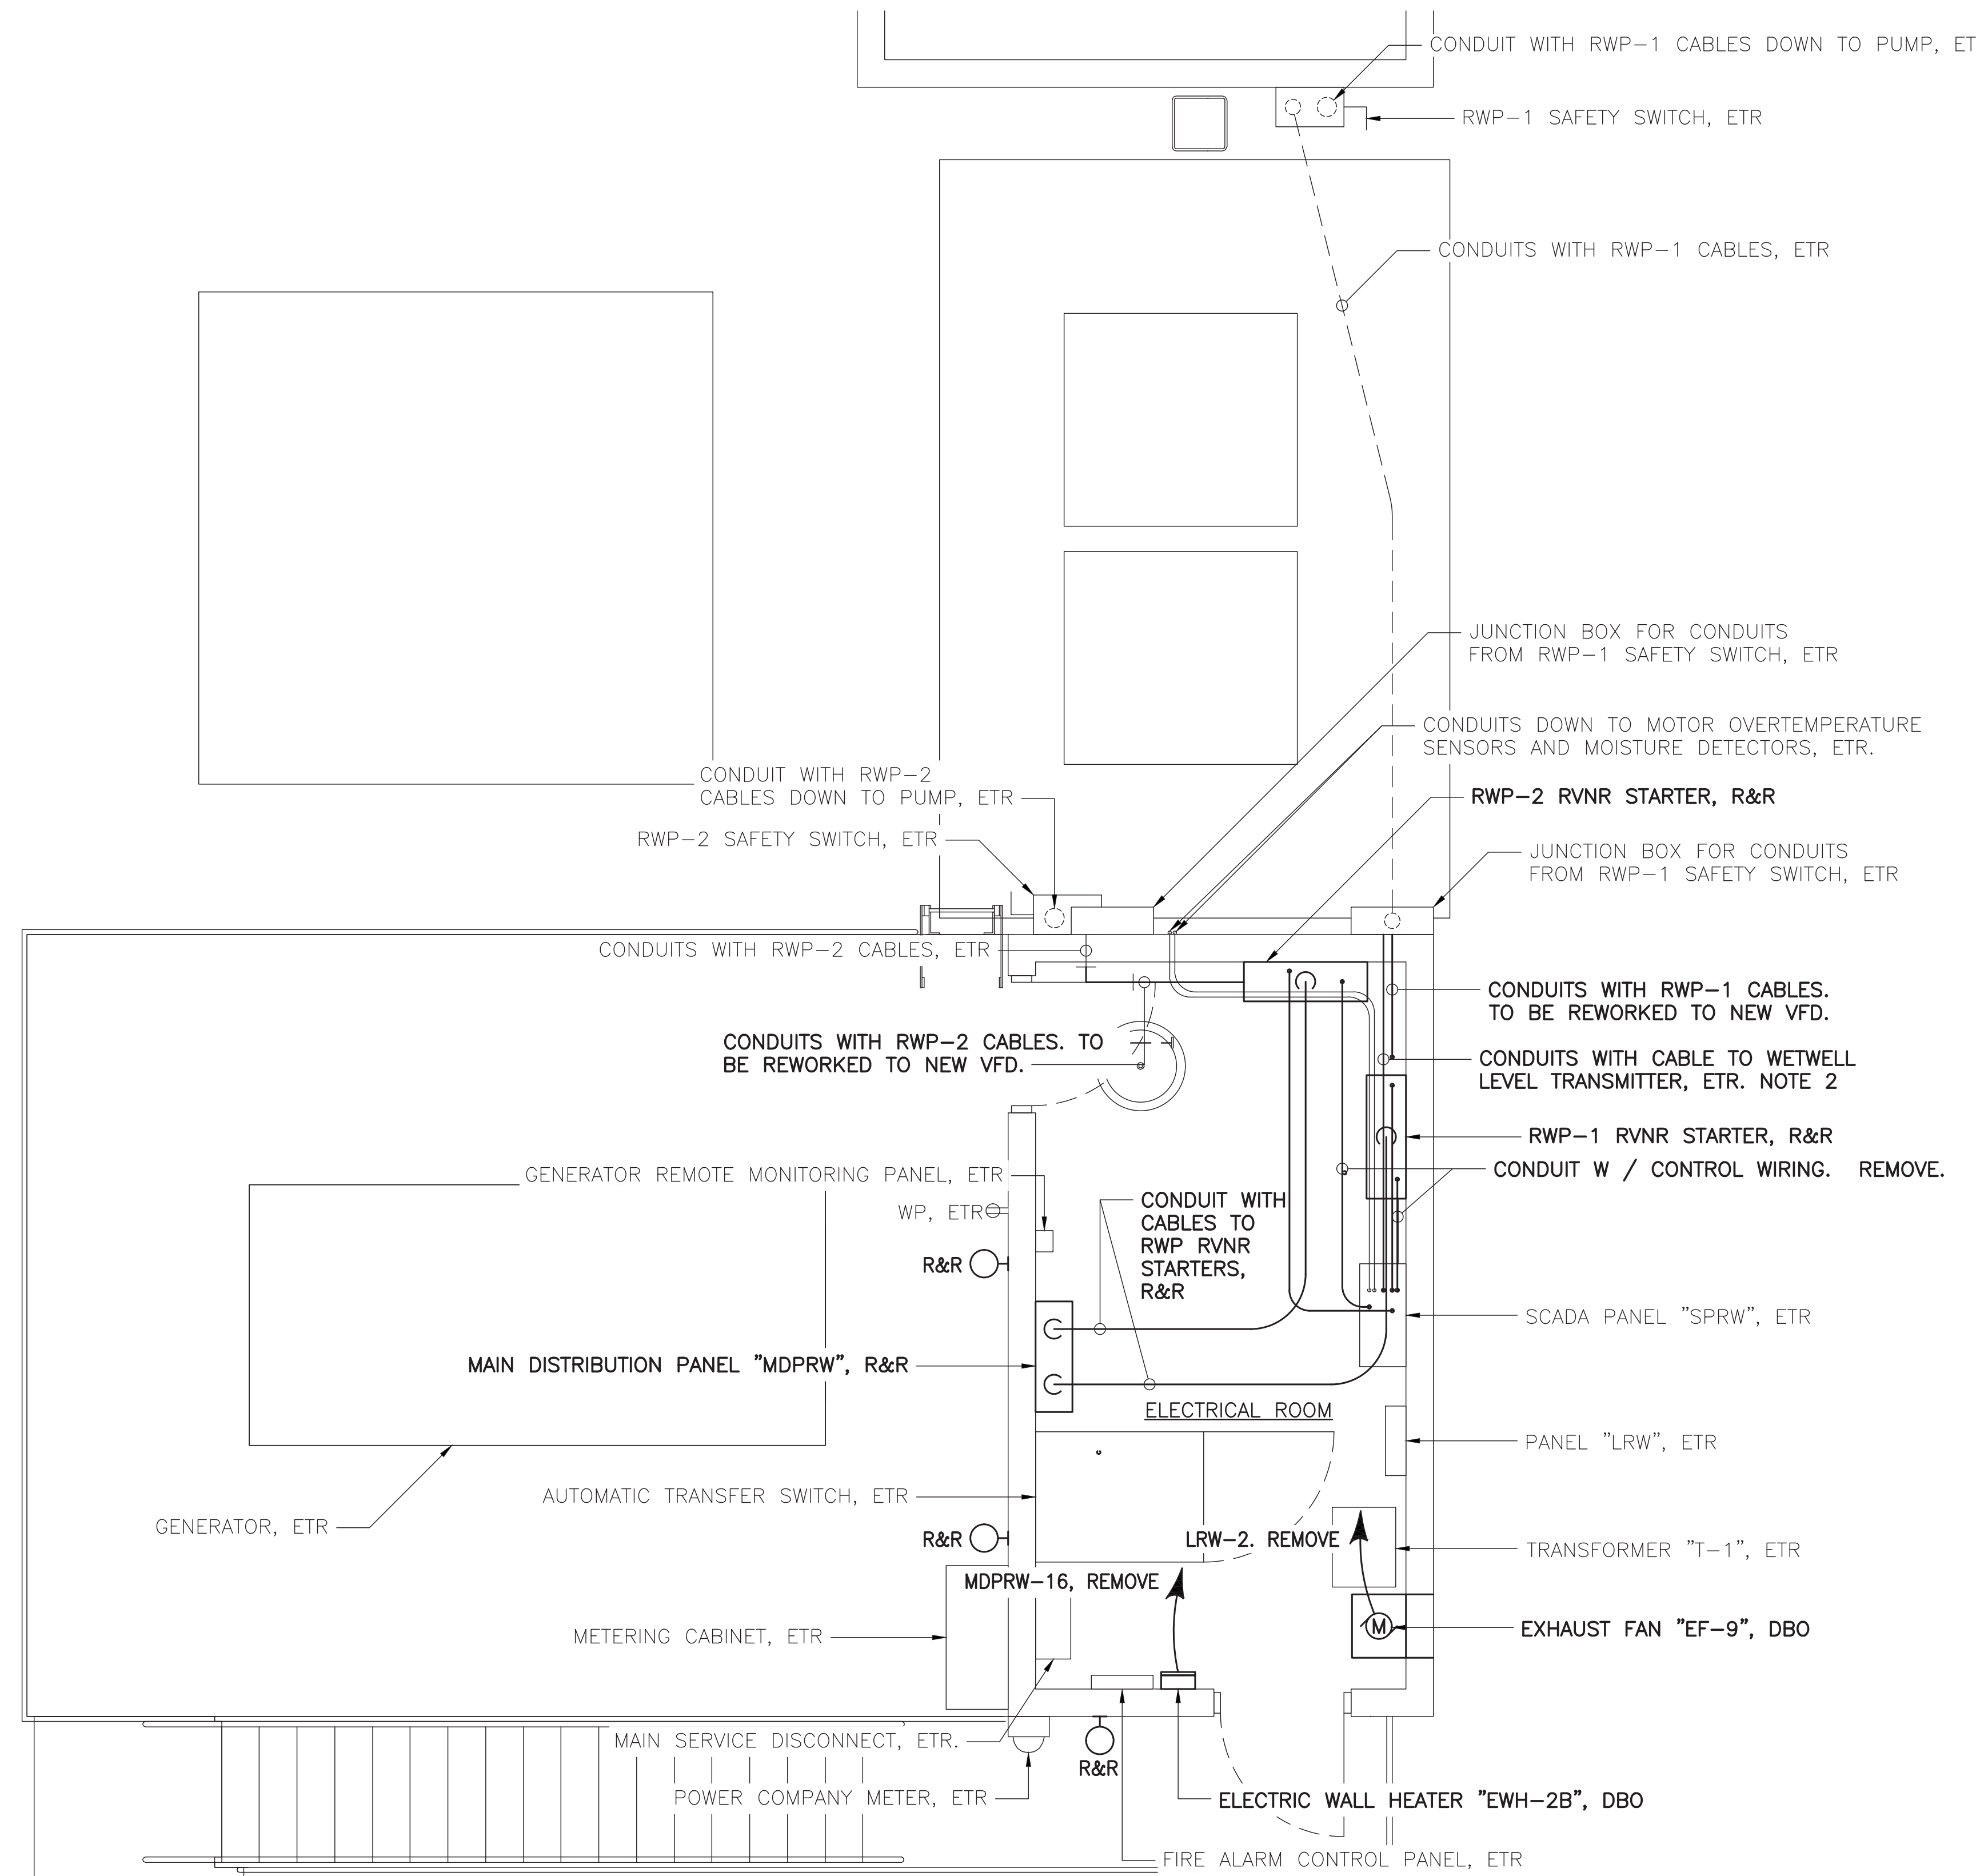 CONDUIT WITH RWP-1 CABLES DOWN TO PUMP, ET
RWP-1 SAFETY SWITCH, ETR
CONDUITS WITH RWP-1 CABLES, ETR
JUNCTION BOX FOR CONDUITS
FROM RWP-1 SAFETY SWITCH, ETR
CONDUITS DOWN TO MOTOR OVERTEMPERATURE
SENSORS AND MOISTURE DETECTORS, ETR.
CONDUIT WITH RWP-2
CABLES DOWN TO PUMP, ETR
RWP-2 RVNR STARTER, R&R
RWP-2 SAFETY SWITCH, ETR
JUNCTION BOX FOR CONDUITS
FROM RWP-1 SAFETY SWITCH, ETR
CONDUITS WITH RWP-2 CABLES, ETR
CONDUITS WITH RWP-1 CABLES.
TO BE REWORKED TO NEW VFD.
CONDUITS WITH RWP-2 CABLES. TO
BE REWORKED TO NEW VFD.
CONDUITS WITH CABLE TO WETWELL
LEVEL TRANSMITTER, ETR. NOTE 2
RWP-1 RVNR STARTER, R&R
CONDUIT W / CONTROL WIRING. REMOVE.
GENERATOR REMOTE MONITORING PANEL, ETR
WP, ETR
CONDUIT WITH
CABLES TO
RWP RVNR
STARTERS,
R&R
R&R
SCADA PANEL "SPRW", ETR
MAIN DISTRIBUTION PANEL "MDPRW", R&R
ELECTRICAL ROOM
PANEL "LRW", ETR
AUTOMATIC TRANSFER SWITCH, ETR
GENERATOR, ETR
R&R
LRW-2. REMOVE
TRANSFORMER "T-1", ETR
MDPRW-16, REMOVE
METERING CABINET, ETR
M
EXHAUST FAN "EF-9", DBO
MAIN SERVICE DISCONNECT, ETR.
R&R
POWER COMPANY METER, ETR
ELECTRIC WALL HEATER "EWH-2B", DBO
FIRE ALARM CONTROL PANEL, ETR